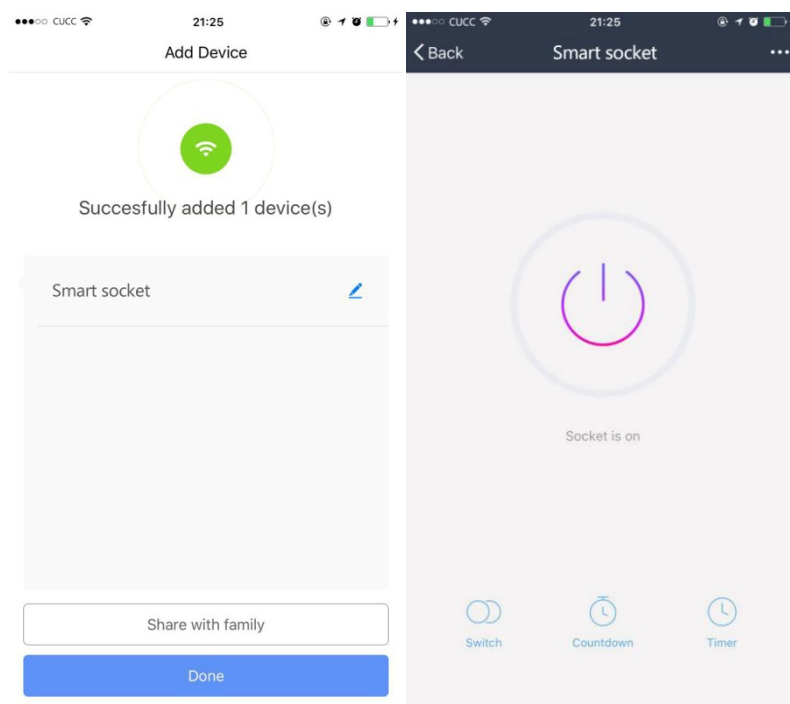 CUCC 21:25
Add Device
Succesfully added 1 device(s)
Smart socket
Share with family
Done
CUCC 21:25
Back Smart socket
Socket is on
Switch Countdown Timer